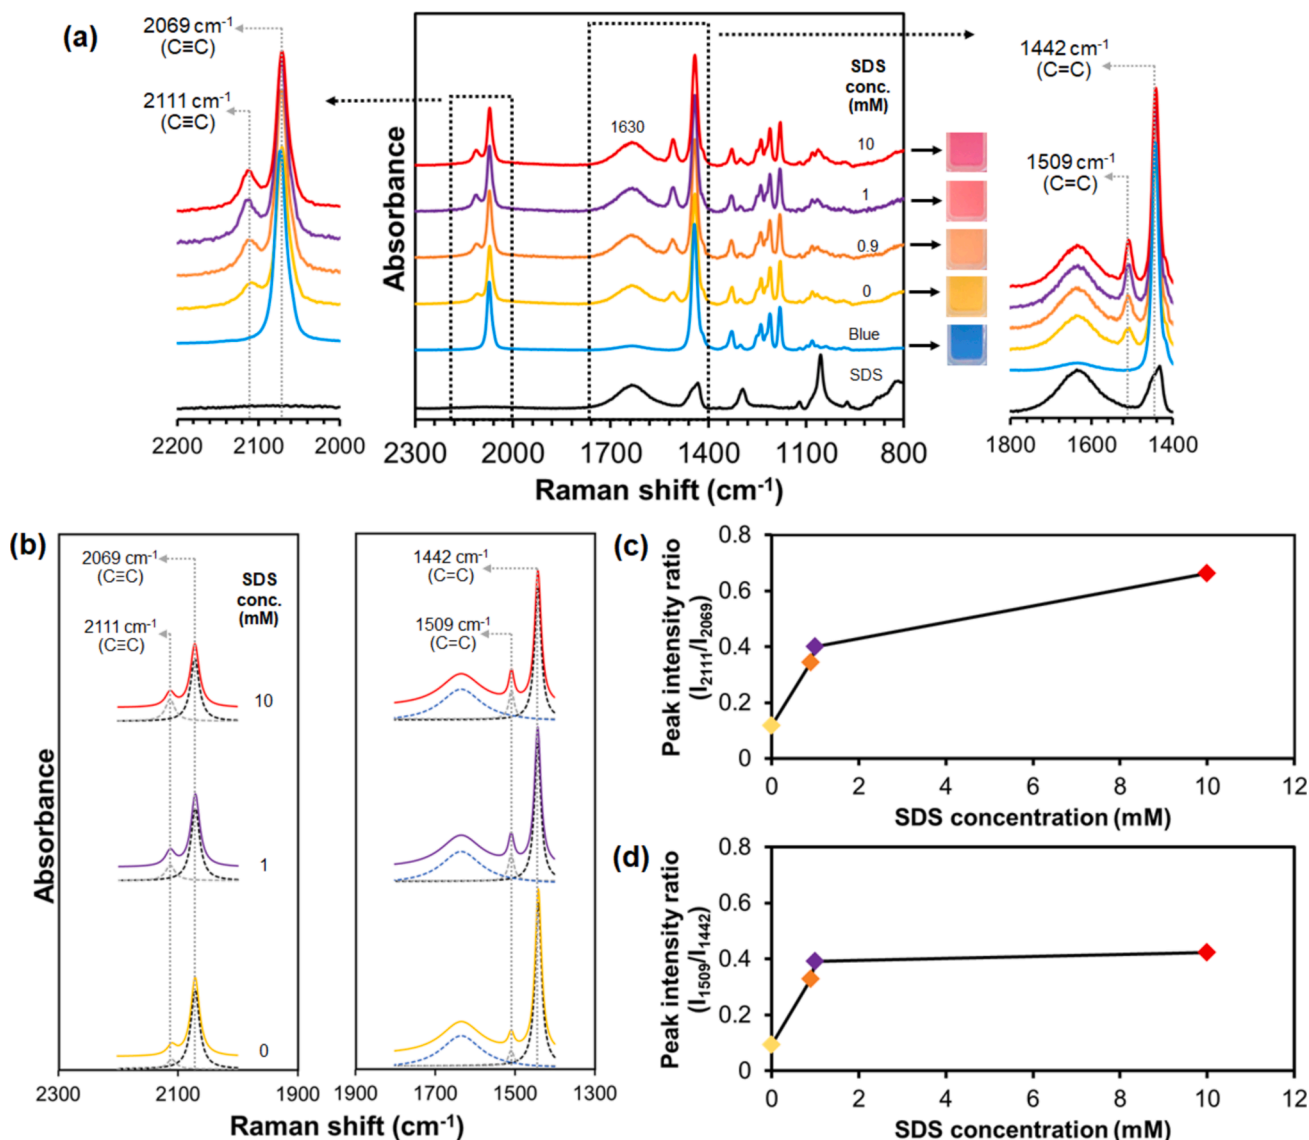 (a)
2069 cm⁻¹
(C≡C)
2111 cm⁻¹
(C≡C)
2200 2100 2000
Absorbance
1630
SDS
conc.
(mM)
10
1
0.9
0
Blue
SDS
2300 2000 1700 1400 1100 800
Raman shift (cm⁻¹)
1442 cm⁻¹
(C=C)
1509 cm⁻¹
(C=C)
1800 1600 1400
(b)
Absorbance
2069 cm⁻¹
(C≡C)
2111 cm⁻¹
(C≡C)
SDS
conc.
(mM)
10
1
0
2300 2100 1900
1442 cm⁻¹
(C=C)
1509 cm⁻¹
(C=C)
1900 1700 1500 1300
Raman shift (cm⁻¹)
(c)
Peak intensity ratio
(I₂₁₁₁/I₂₀₆₉)
0.8
0.6
0.4
0.2
0
0 2 4 6 8 10 12
SDS concentration (mM)
(d)
Peak intensity ratio
(I₁₅₀₉/I₁₄₄₂)
0.8
0.6
0.4
0.2
0
0 2 4 6 8 10 12
SDS concentration (mM)